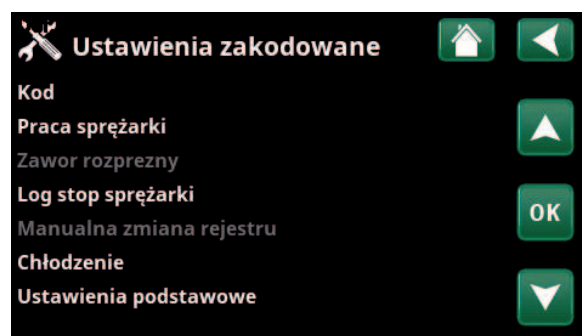 Ustawienia zakodowane
Kod
Praca sprężarki
Zawor rozprezny
Log stop sprężarki
OK
Manualna zmiana rejestru
Chłodzenie
Ustawienia podstawowe